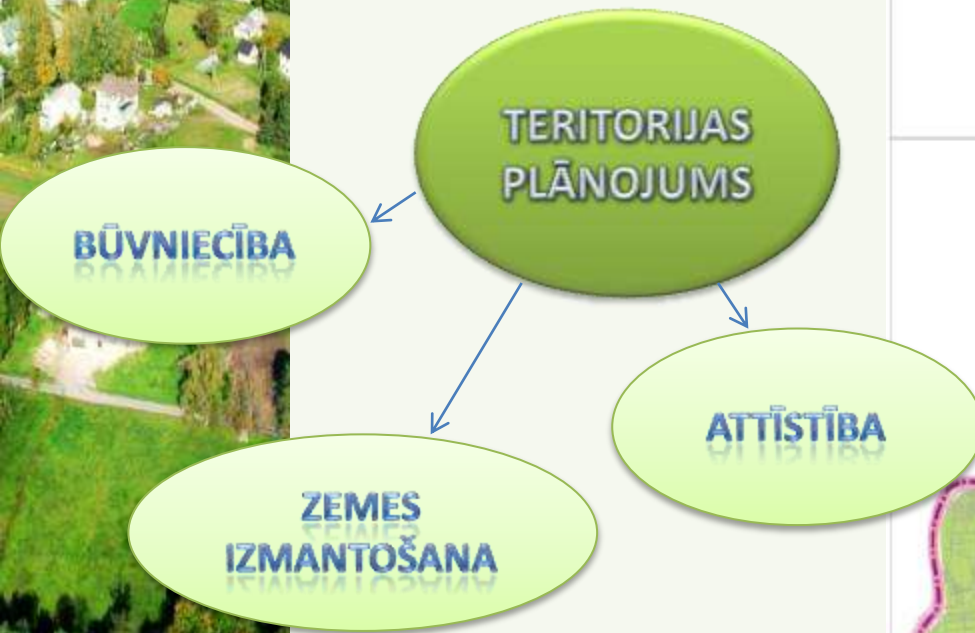 TERITORIJAS
PLĀNOJUMS
BŪVNIECĪBA
ATTĪSTĪBA
ZEMES
IZMANTOŠANA